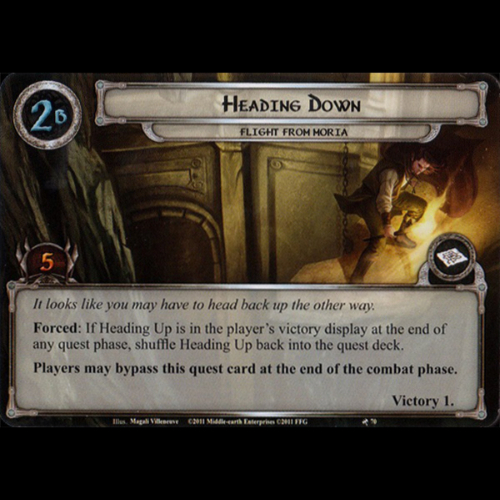 2B
HEADING DOWN
FLIGHT FROM MORIA
5
It looks like you may have to head back up the other way.
Forced: If Heading Up is in the player's victory display at the end of
any quest phase, shuffle Heading Up back into the quest deck.
Players may bypass this quest card at the end of the combat phase.
Victory 1.
Illus. Magali Villeneuve ©2011 Middle-earth Enterprises ©2011 FFG 70